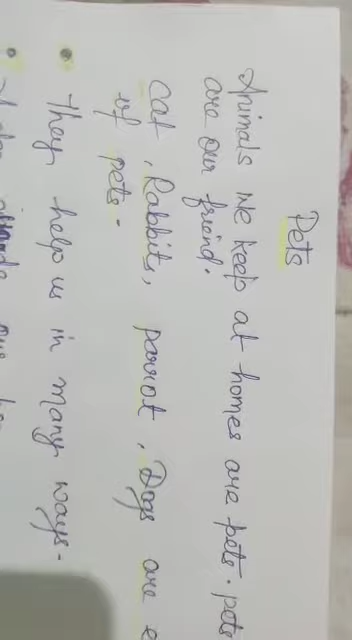 Pets
Animals we keep at homes are pets. pets
are our friend.
Cat, Rabbits, parrot, Dogs are
of pets.
They help us in many ways.